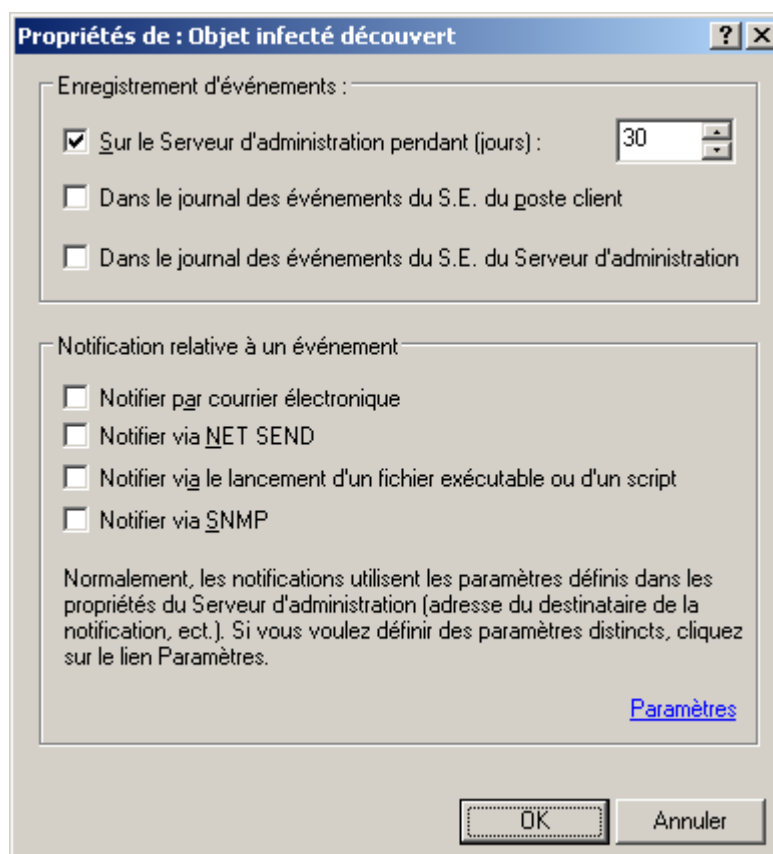 Propriétés de : Objet infecté découvert
Enregistrement d'événements :
Sur le Serveur d'administration pendant (jours) :
30
Dans le journal des événements du S.E. du poste client
Dans le journal des événements du S.E. du Serveur d'administration
Notification relative à un événement
Notifier par courrier électronique
Notifier via NET SEND
Notifier via le lancement d'un fichier exécutable ou d'un script
Notifier via SNMP
Normalement, les notifications utilisent les paramètres définis dans les
propriétés du Serveur d'administration (adresse du destinataire de la
notification, ect.). Si vous voulez définir des paramètres distincts, cliquez
sur le lien Paramètres.
Paramètres
OK
Annuler